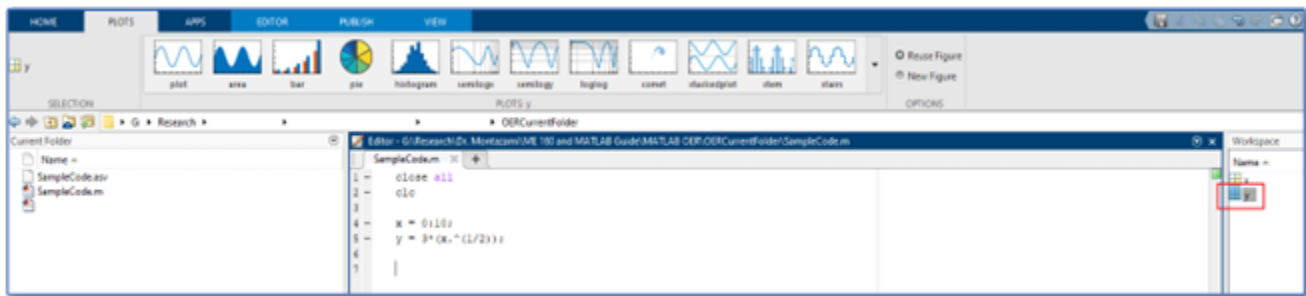 HOME PLOTS APPS EDITOR PUBLISH VIEW
y
plot area bar pie histogram semilogx semilogy loglog comet stackedplot stem stairs
Reuse Figure
New Figure
SELECTION PLOTS: y OPTIONS
G Research OERCurrentFolder
Current Folder
Name
SampleCode.asv
SampleCode.m
Editor - G:\Research\Dr. Montazami\ME 160 and MATLAB Guide\MATLAB OER\OERCurrentFolder\SampleCode.m
SampleCode.m
1 close all
2 clc
3
4 x = 0:10;
5 y = 3*(x.^(1/2));
6
7
Workspace
Name
x
y